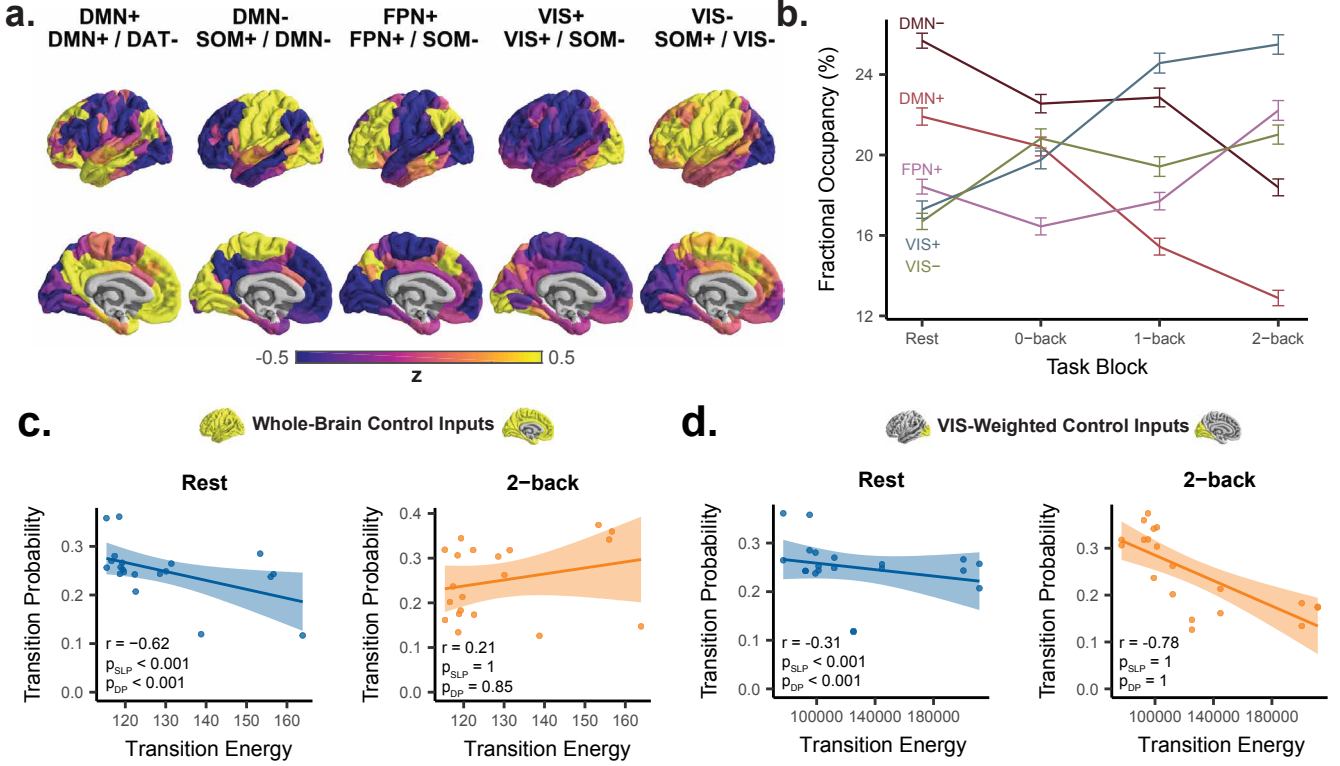 a.
DMN+
DMN+ / DAT-
DMN-
SOM+ / DMN-
FPN+
FPN+ / SOM-
VIS+
VIS+ / SOM-
VIS-
SOM+ / VIS-
-0.5
0.5
z
b.
Fractional Occupancy (%)
24
20
16
12
DMN−
DMN+
FPN+
VIS+
VIS−
Rest
0−back
1−back
2−back
Task Block
c.
Whole-Brain Control Inputs
Rest
Transition Probability
0.3
0.2
0.1
0.0
r = −0.62
pSLP < 0.001
pDP < 0.001
120
130
140
150
160
Transition Energy
2−back
Transition Probability
0.4
0.3
0.2
0.1
0.0
r = 0.21
pSLP = 1
pDP = 0.85
120
130
140
150
160
Transition Energy
d.
VIS-Weighted Control Inputs
Rest
Transition Probability
0.3
0.2
0.1
0.0
r = -0.31
pSLP < 0.001
pDP < 0.001
100000
140000
180000
Transition Energy
2−back
Transition Probability
0.3
0.2
0.1
0.0
r = -0.78
pSLP = 1
pDP = 1
100000
140000
180000
Transition Energy